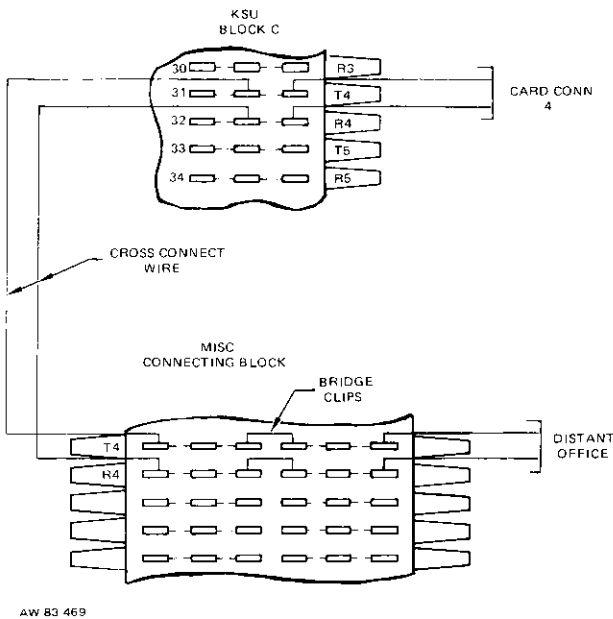 KSU
BLOCK C
30
R3
31
T4
32
R4
33
T5
34
R5
CARD CONN
4
CROSS CONNECT
WIRE
MISC
CONNECTING BLOCK
BRIDGE
CLIPS
T4
R4
DISTANT
OFFICE
AW 83 469